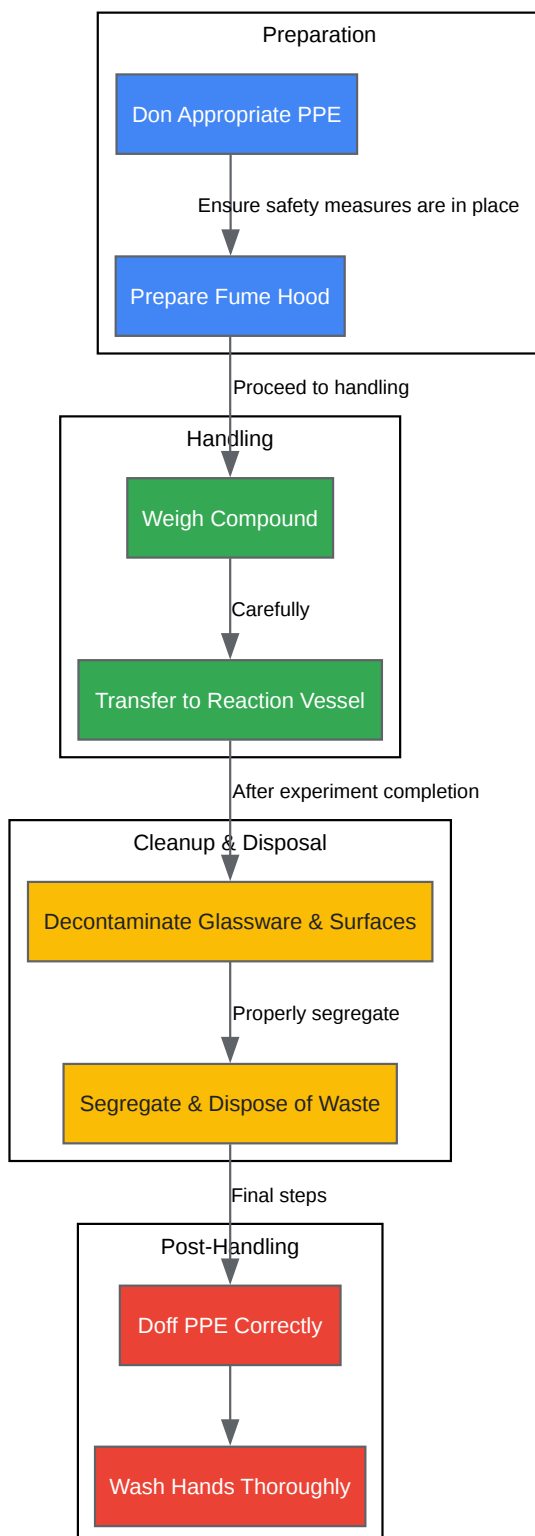 Preparation
Don Appropriate PPE
Ensure safety measures are in place
Prepare Fume Hood
Proceed to handling
Handling
Weigh Compound
Carefully
Transfer to Reaction Vessel
After experiment completion
Cleanup & Disposal
Decontaminate Glassware & Surfaces
Properly segregate
Segregate & Dispose of Waste
Final steps
Post-Handling
Doff PPE Correctly
Wash Hands Thoroughly